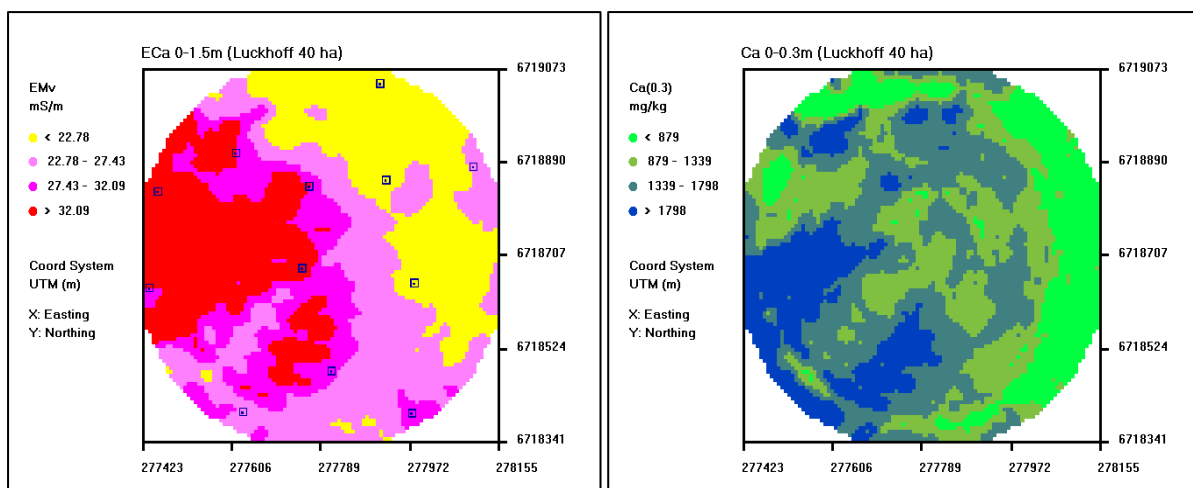 ECa 0-1.5m (Luckhoff 40 ha)
EMv
mS/m
< 22.78
22.78 - 27.43
27.43 - 32.09
> 32.09
Coord System
UTM (m)
X: Easting
Y: Northing
6719073
6718890
6718707
6718524
6718341
277423 277606 277789 277972 278155
Ca 0-0.3m (Luckhoff 40 ha)
Ca(0.3)
mg/kg
< 879
879 - 1339
1339 - 1798
> 1798
Coord System
UTM (m)
X: Easting
Y: Northing
6719073
6718890
6718707
6718524
6718341
277423 277606 277789 277972 278155